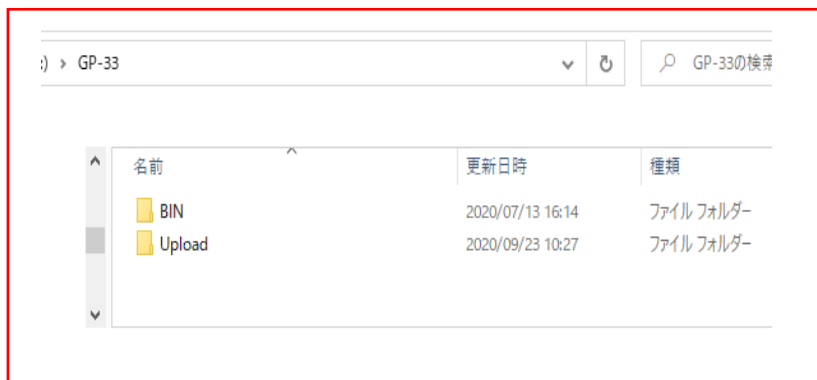 :) › GP-33 GP-33の検索
名前 更新日時 種類
BIN 2020/07/13 16:14 ファイル フォルダー
Upload 2020/09/23 10:27 ファイル フォルダー